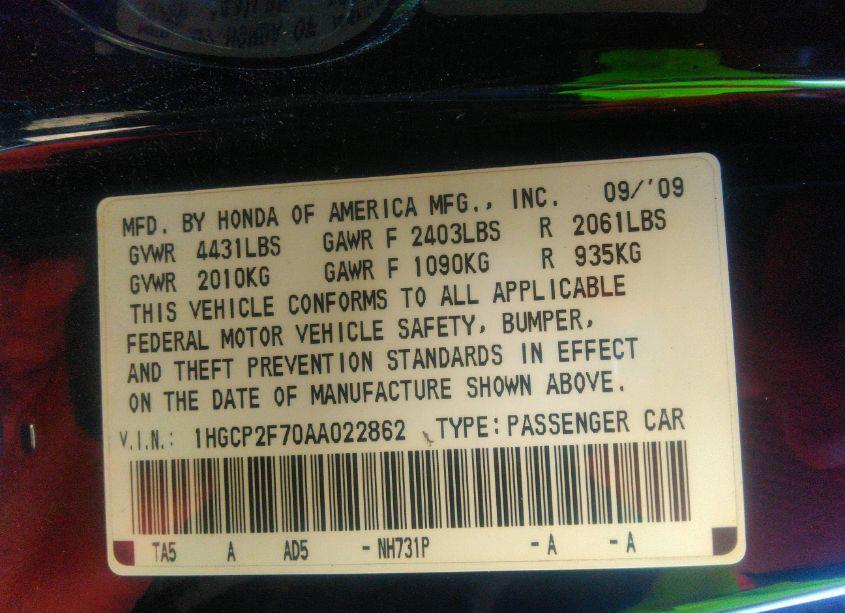 MFD. BY HONDA OF AMERICA MFG., INC. 09/'09
GVWR 4431LBS GAWR F 2403LBS R 2061LBS
GVWR 2010KG GAWR F 1090KG R 935KG
THIS VEHICLE CONFORMS TO ALL APPLICABLE
FEDERAL MOTOR VEHICLE SAFETY, BUMPER,
AND THEFT PREVENTION STANDARDS IN EFFECT
ON THE DATE OF MANUFACTURE SHOWN ABOVE.
V.I.N.: 1HGCP2F70AA022862 TYPE:PASSENGER CAR
TA5 A AD5 -NH731P -A -A